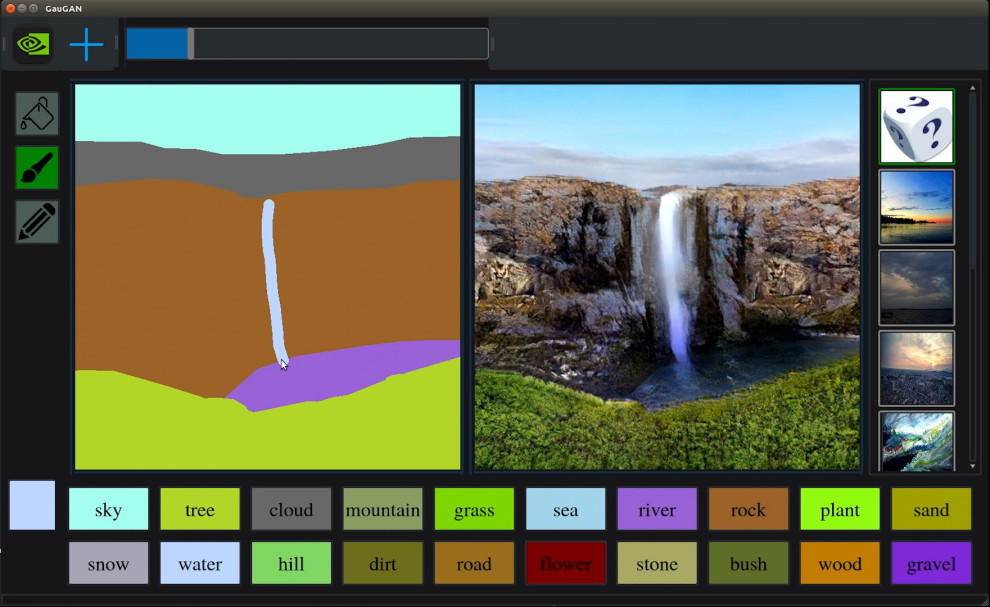 GauGAN
? ? ?
sky tree cloud mountain grass sea river rock plant sand
snow water hill dirt road flower stone bush wood gravel